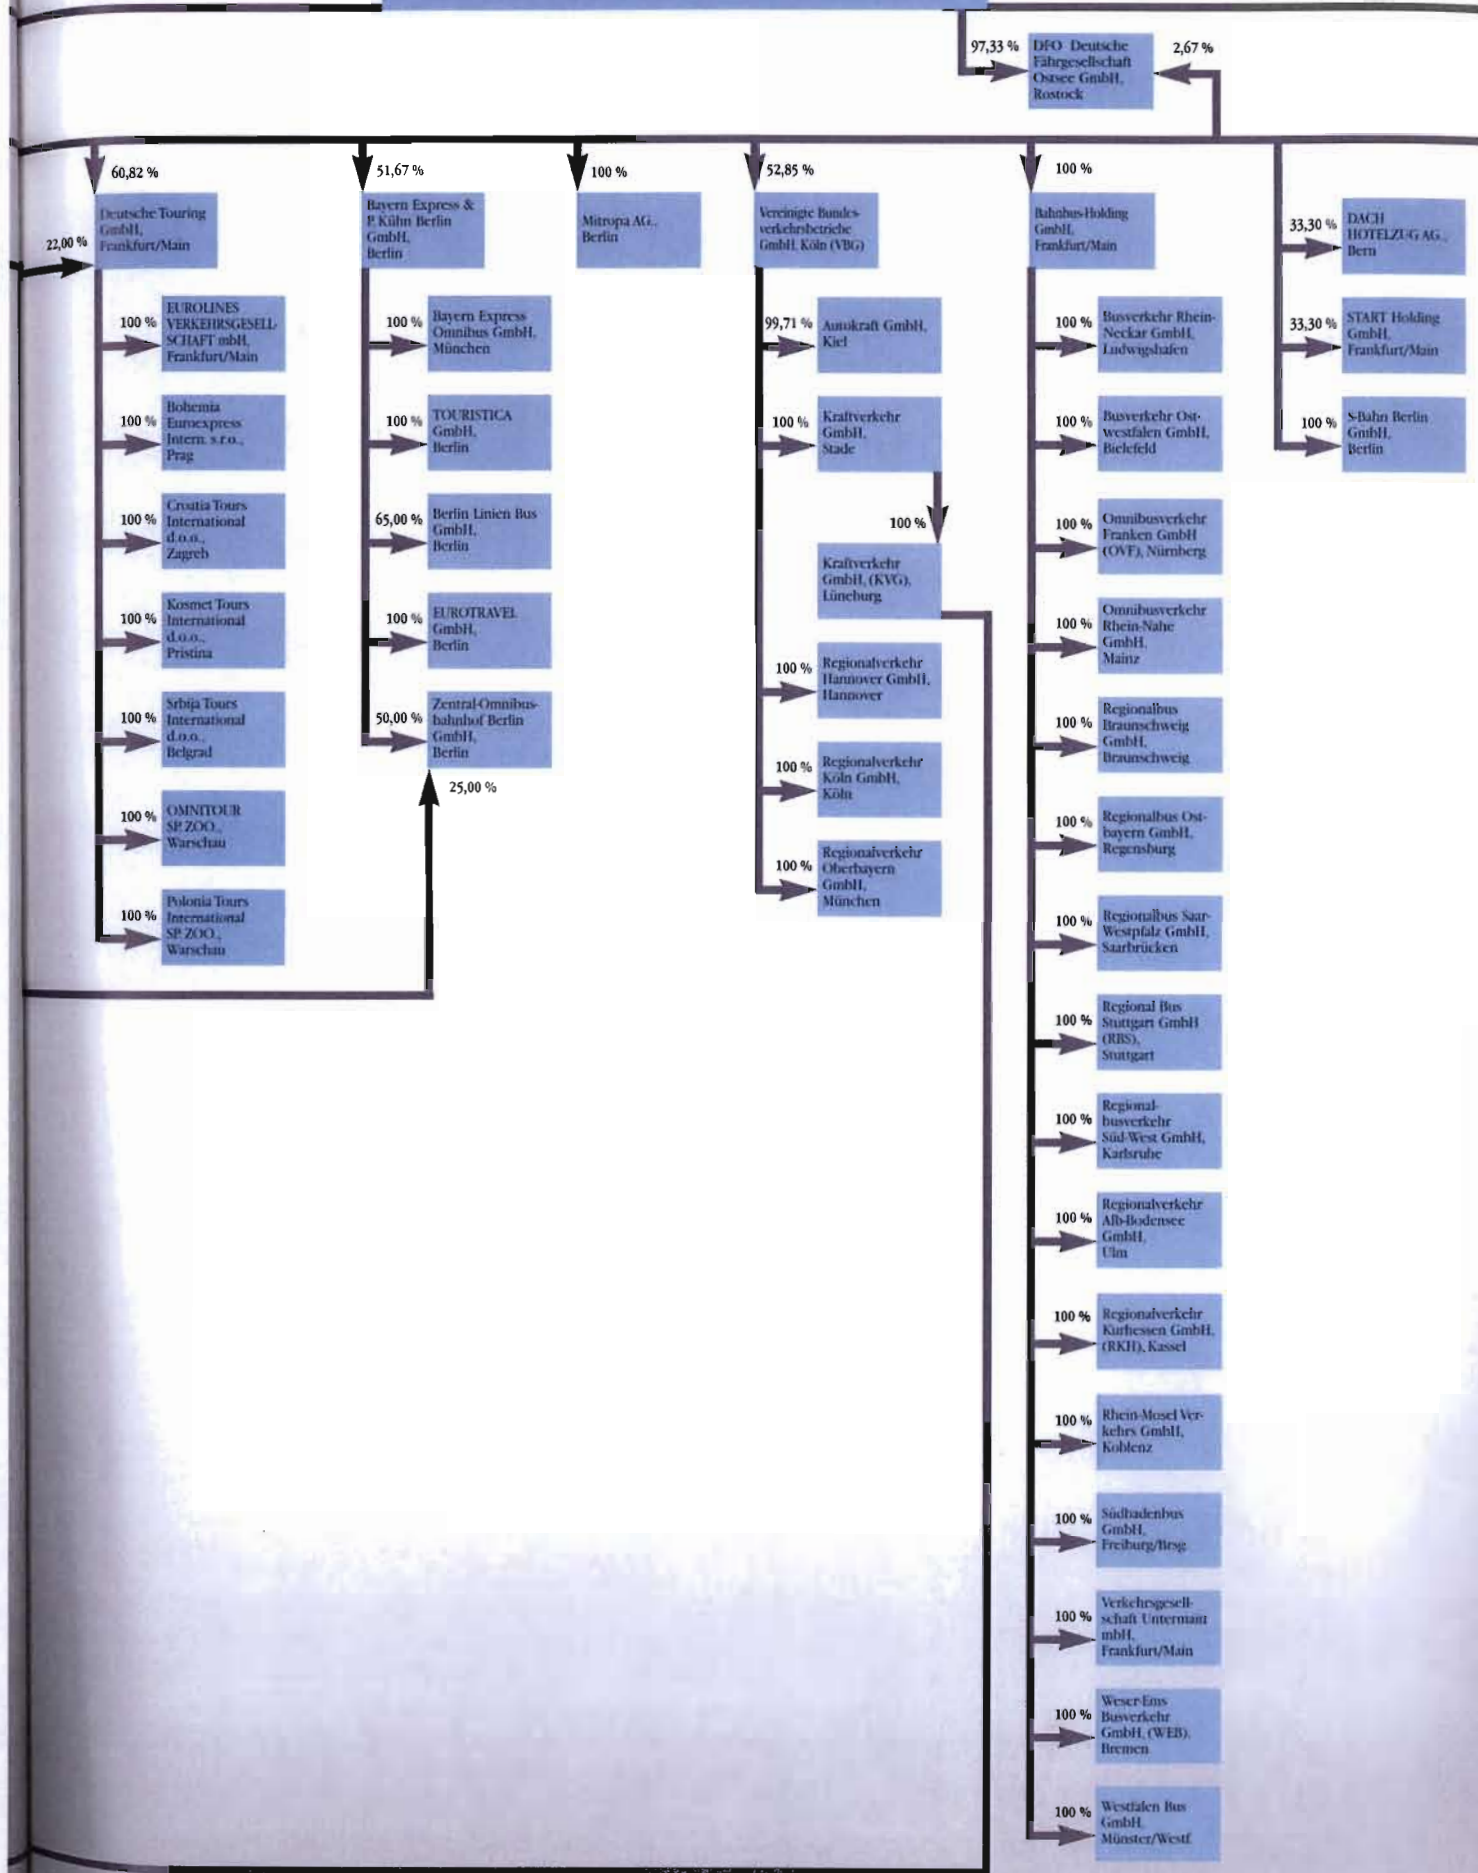 97,33 %
DFO Deutsche
Fährgesellschaft
Ostsee GmbH,
Rostock
2,67 %
60,82 %
Deutsche Touring
GmbH,
Frankfurt/Main
22,00 %
100 %
EUROLINES
VERKEHRSGESELL-
SCHAFT mbH,
Frankfurt/Main
100 %
Bohemia
Euroexpress
Intern. s.r.o.,
Prag
100 %
Croatia Tours
International
d.o.o.,
Zagreb
100 %
Kosmet Tours
International
d.o.o.,
Pristina
100 %
Srbija Tours
International
d.o.o.,
Belgrad
100 %
OMNITOUR
SP. ZOO.,
Warschau
100 %
Polonia Tours
International
SP. ZOO.,
Warschau
51,67 %
Bayern Express &
P. Kühn Berlin
GmbH,
Berlin
100 %
Bayern Express
Omnibus GmbH,
München
100 %
TOURISTICA
GmbH,
Berlin
65,00 %
Berlin Linien Bus
GmbH,
Berlin
100 %
EUROTRAVEL
GmbH,
Berlin
50,00 %
Zentral-Omnibus-
bahnhof Berlin
GmbH,
Berlin
25,00 %
100 %
Mitropa AG.,
Berlin
52,85 %
Vereinigte Bundes-
verkehrsbetriebe
GmbH, Köln (VBG)
99,71 %
Autokraft GmbH,
Kiel
100 %
Kraftverkehr
GmbH,
Stade
100 %
Kraftverkehr
GmbH, (KVG),
Lüneburg
100 %
Regionalverkehr
Hannover GmbH,
Hannover
100 %
Regionalverkehr
Köln GmbH,
Köln
100 %
Regionalverkehr
Oberbayern
GmbH,
München
100 %
Bahnbus-Holding
GmbH,
Frankfurt/Main
100 %
Busverkehr Rhein-
Neckar GmbH,
Ludwigshafen
100 %
Busverkehr Ost-
westfalen GmbH,
Bielefeld
100 %
Omnibusverkehr
Franken GmbH
(OVF), Nürnberg
100 %
Omnibusverkehr
Rhein-Nahe
GmbH,
Mainz
100 %
Regionalbus
Braunschweig
GmbH,
Braunschweig
100 %
Regionalbus Ost-
bayern GmbH,
Regensburg
100 %
Regionalbus Saar-
Westpfalz GmbH,
Saarbrücken
100 %
Regional Bus
Stuttgart GmbH
(RBS),
Stuttgart
100 %
Regional-
busverkehr
Süd-West GmbH,
Karlsruhe
100 %
Regionalverkehr
Alb-Bodensee
GmbH,
Ulm
100 %
Regionalverkehr
Kurhessen GmbH,
(RKH), Kassel
100 %
Rhein-Mosel Ver-
kehrs GmbH,
Koblenz
100 %
Südbadenbus
GmbH,
Freiburg/Brsg.
100 %
Verkehrsgesell-
schaft Untermain
mbH,
Frankfurt/Main
100 %
Weser-Ems
Busverkehr
GmbH, (WEB),
Bremen
100 %
Westfalen Bus
GmbH,
Münster/Westf.
33,30 %
DACH
HOTELZUG AG.,
Bern
33,30 %
START Holding
GmbH,
Frankfurt/Main
100 %
S-Bahn Berlin
GmbH,
Berlin